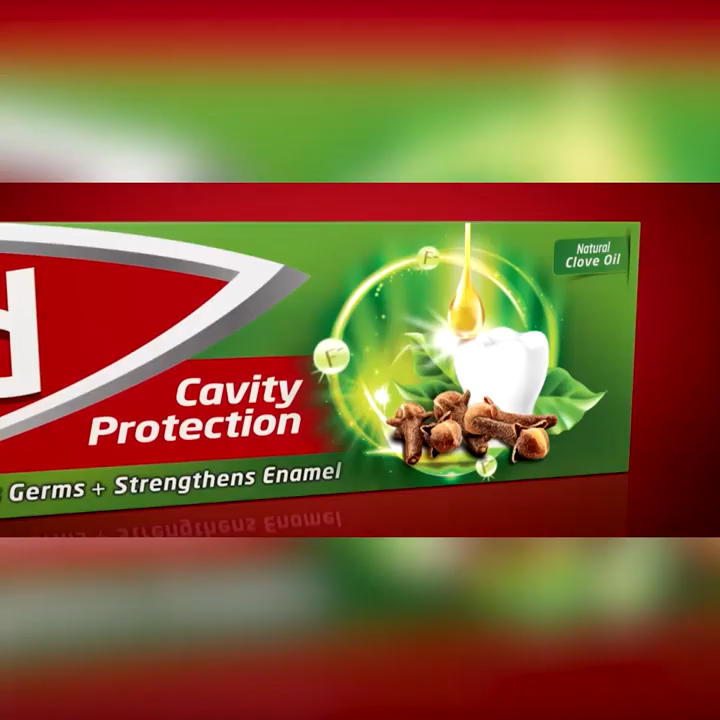 d
Natural
Clove Oil
Cavity
Protection
Germs + Strengthens Enamel
F-
F-